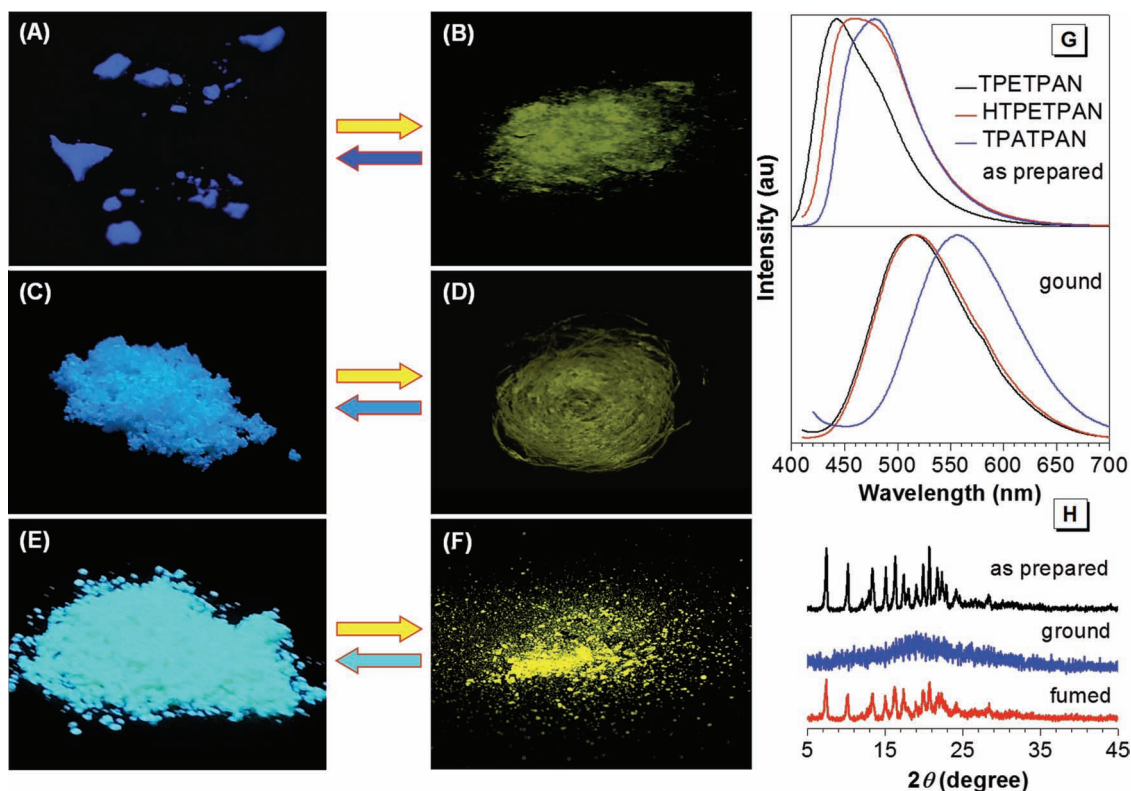 (A)
(B)
(C)
(D)
(E)
(F)
G
TPETPAN
HTPETPAN
TPATPAN
as prepared
gound
Intensity (au)
400 450 500 550 600 650 700
Wavelength (nm)
H
as prepared
ground
fumed
5 15 25 35 45
2θ (degree)